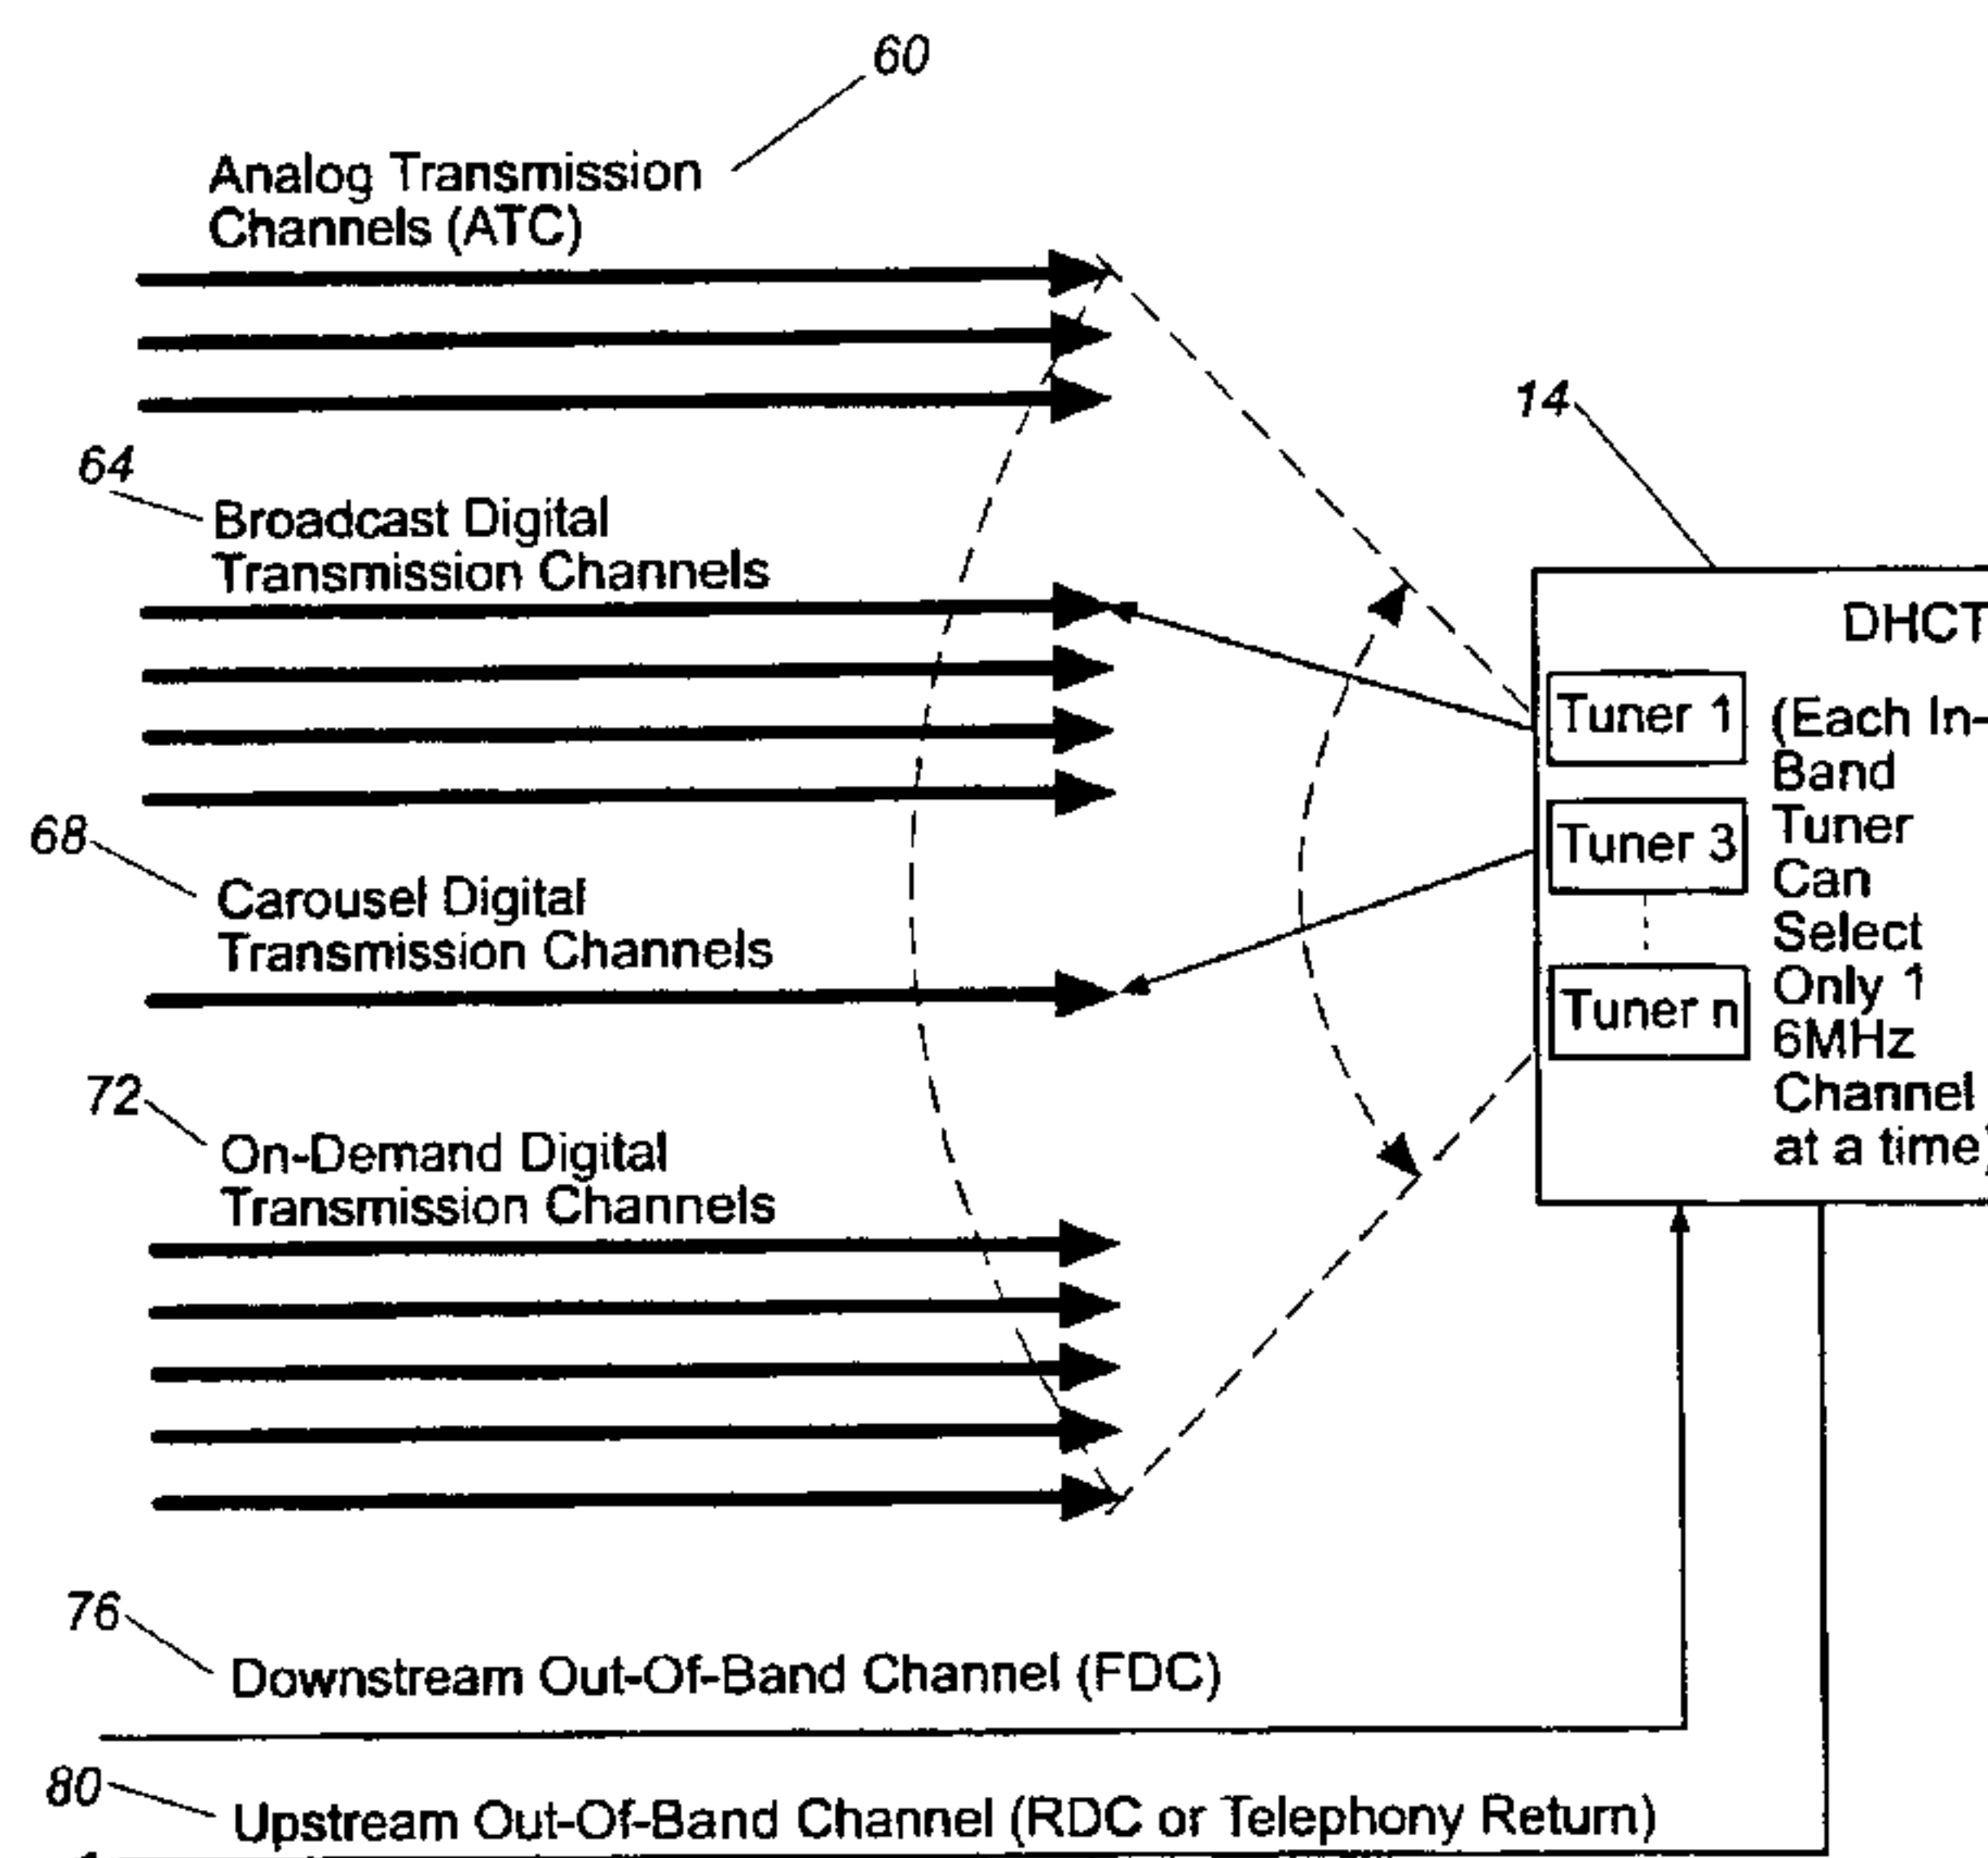 60
Analog Transmission
Channels (ATC)
14
64
Broadcast Digital
Transmission Channels
DHCT
Tuner 1
(Each In-
Band
Tuner
Can
Select
Only 1
6MHz
Channel
at a time)
Tuner 3
Tuner n
68
Carousel Digital
Transmission Channels
72
On-Demand Digital
Transmission Channels
76
Downstream Out-Of-Band Channel (FDC)
80
Upstream Out-Of-Band Channel (RDC or Telephony Return)